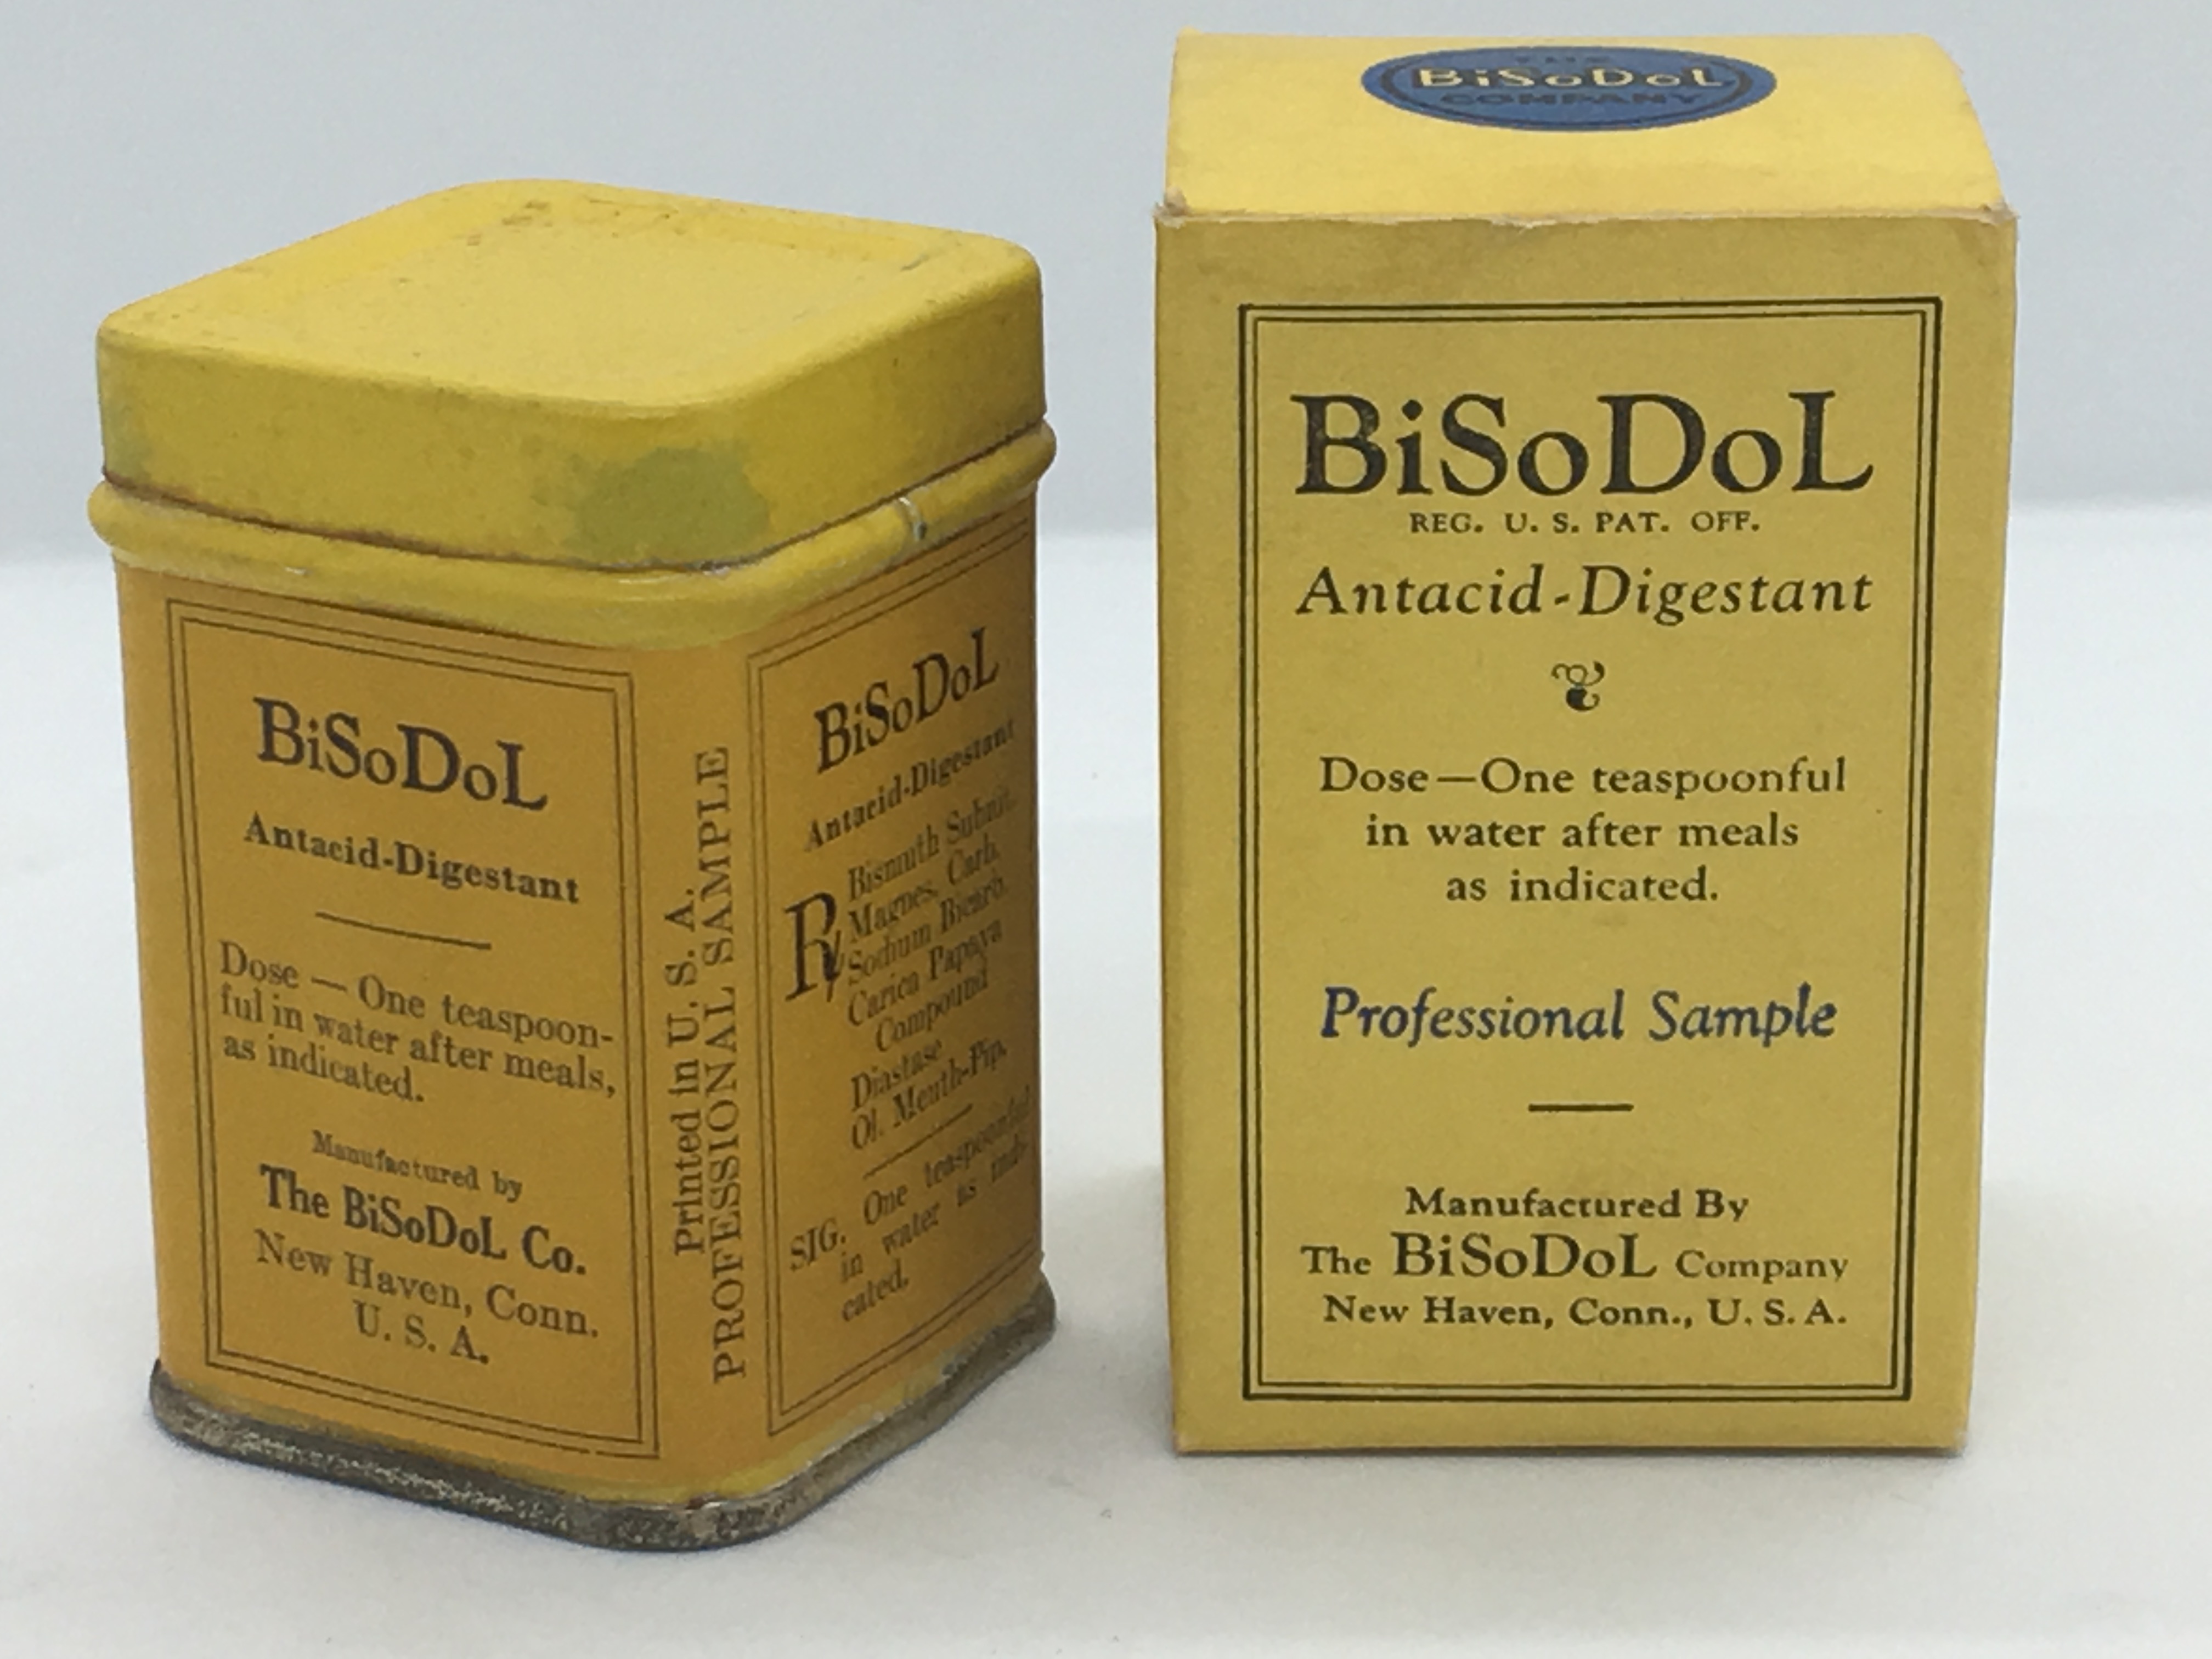 BiSoDoL
Antacid-Digestant
Dose — One teaspoon-
ful in water after meals,
as indicated.
Manufactured by
The BiSoDoL Co.
New Haven, Conn.
U. S. A.
Printed in U. S. A.
PROFESSIONAL SAMPLE
BiSoDoL
Antacid-Digestant
Rx
Bismuth Subnit.
Magnes. Carb.
Sodium Bicarb.
Carica Papaya
Compound
Diastase
Ol. Menth-Pip.
SIG. One teaspoonful
in water as indi-
cated.
THE
BiSoDoL
COMPANY
BiSoDoL
REG. U. S. PAT. OFF.
Antacid-Digestant
Dose—One teaspoonful
in water after meals
as indicated.
Professional Sample
Manufactured By
The BiSoDoL Company
New Haven, Conn., U. S. A.